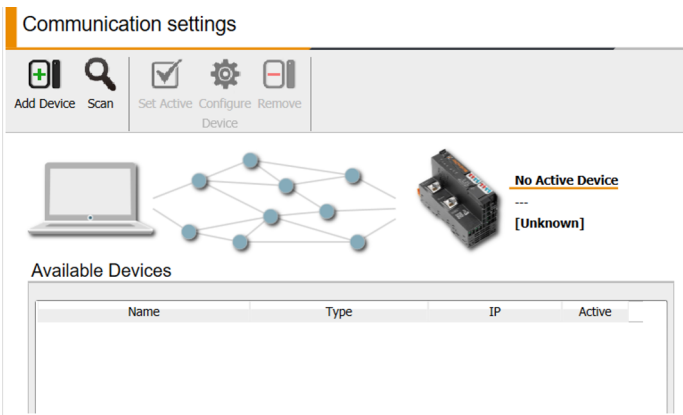 Communication settings
Add Device Scan Set Active Configure Device Remove
No Active Device
---
[Unknown]
Available Devices
Name Type IP Active